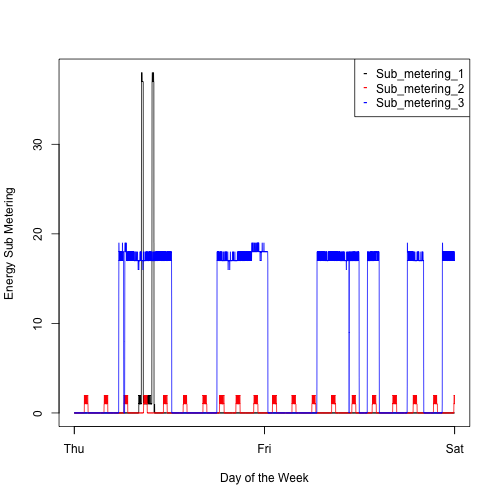 Sub_metering_1
Sub_metering_2
Sub_metering_3
Energy Sub Metering
30
20
10
0
Thu Fri Sat
Day of the Week